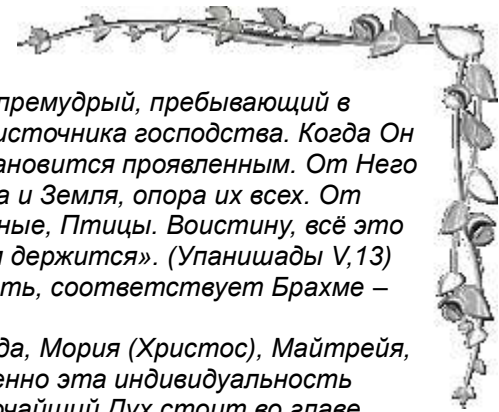 премудрый, пребывающий в
источника господства. Когда Он
ановится проявленным. От Него
а и Земля, опора их всех. От
ные, Птицы. Воистину, всё это
держится». (Упанишады V,13)
ть, соответствует Брахме –
да, Мория (Христос), Майтрейя,
енно эта индивидуальность
Дух стоит во главе